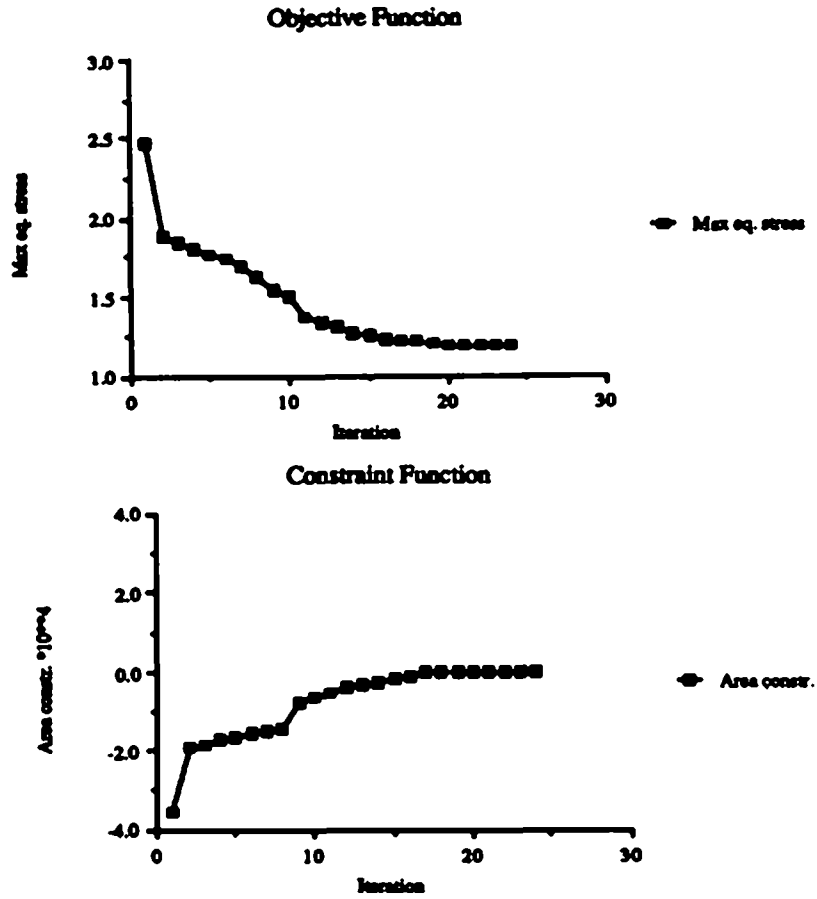 Objective Function
3.0
2.5
2.0
1.5
1.0
Max eq. stress
0
10
20
30
Iteration
Max eq. stress
Constraint Function
4.0
2.0
0.0
-2.0
-4.0
Area constr. *10**4
0
10
20
30
Iteration
Area constr.